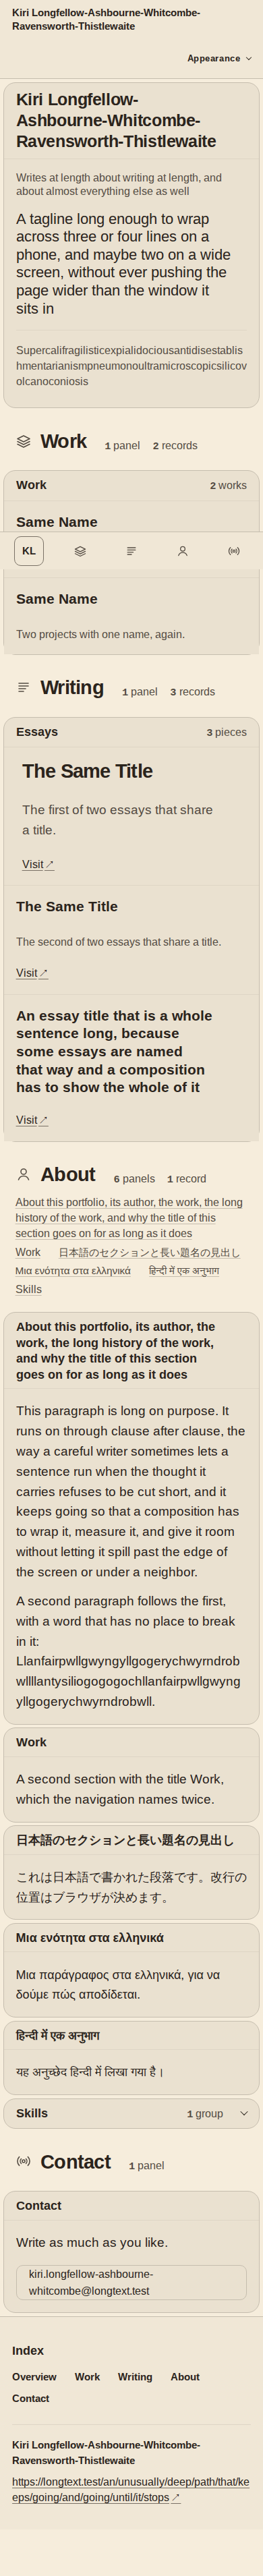 Kiri Longfellow-Ashbourne-Whitcombe-
Ravensworth-Thistlewaite
Appearance
Kiri Longfellow-
Ashbourne-Whitcombe-
Ravensworth-Thistlewaite
Writes at length about writing at length, and
about almost everything else as well
A tagline long enough to wrap
across three or four lines on a
phone, and maybe two on a wide
screen, without ever pushing the
page wider than the window it
sits in
Supercalifragilisticexpialidociousantidisestablis
hmentarianismpneumonoultramicroscopicsilicov
olcanoconiosis
Work 1 panel 2 records
Work 2 works
Same Name
KL
Same Name
Two projects with one name, again.
Writing 1 panel 3 records
Essays 3 pieces
The Same Title
The first of two essays that share
a title.
Visit ↗
The Same Title
The second of two essays that share a title.
Visit ↗
An essay title that is a whole
sentence long, because
some essays are named
that way and a composition
has to show the whole of it
Visit ↗
About 6 panels 1 record
About this portfolio, its author, the work, the long
history of the work, and why the title of this
section goes on for as long as it does
Work 日本語のセクションと長い題名の見出し
Μια ενότητα στα ελληνικά हिन्दी में एक अनुभाग
Skills
About this portfolio, its author, the
work, the long history of the work,
and why the title of this section
goes on for as long as it does
This paragraph is long on purpose. It
runs on through clause after clause, the
way a careful writer sometimes lets a
sentence run when the thought it
carries refuses to be cut short, and it
keeps going so that a composition has
to wrap it, measure it, and give it room
without letting it spill past the edge of
the screen or under a neighbor.
A second paragraph follows the first,
with a word that has no place to break
in it:
Llanfairpwllgwyngyllgogerychwyrndrob
wllllantysiliogogogochllanfairpwllgwyng
yllgogerychwyrndrobwll.
Work
A second section with the title Work,
which the navigation names twice.
日本語のセクションと長い題名の見出し
これは日本語で書かれた段落です。改行の
位置はブラウザが決めます。
Μια ενότητα στα ελληνικά
Μια παράγραφος στα ελληνικά, για να
δούμε πώς αποδίδεται.
हिन्दी में एक अनुभाग
यह अनुच्छेद हिन्दी में लिखा गया है।
Skills 1 group
Contact 1 panel
Contact
Write as much as you like.
kiri.longfellow-ashbourne-
whitcombe@longtext.test
Index
Overview Work Writing About
Contact
Kiri Longfellow-Ashbourne-Whitcombe-
Ravensworth-Thistlewaite
https://longtext.test/an/unusually/deep/path/that/ke
eps/going/and/going/until/it/stops ↗